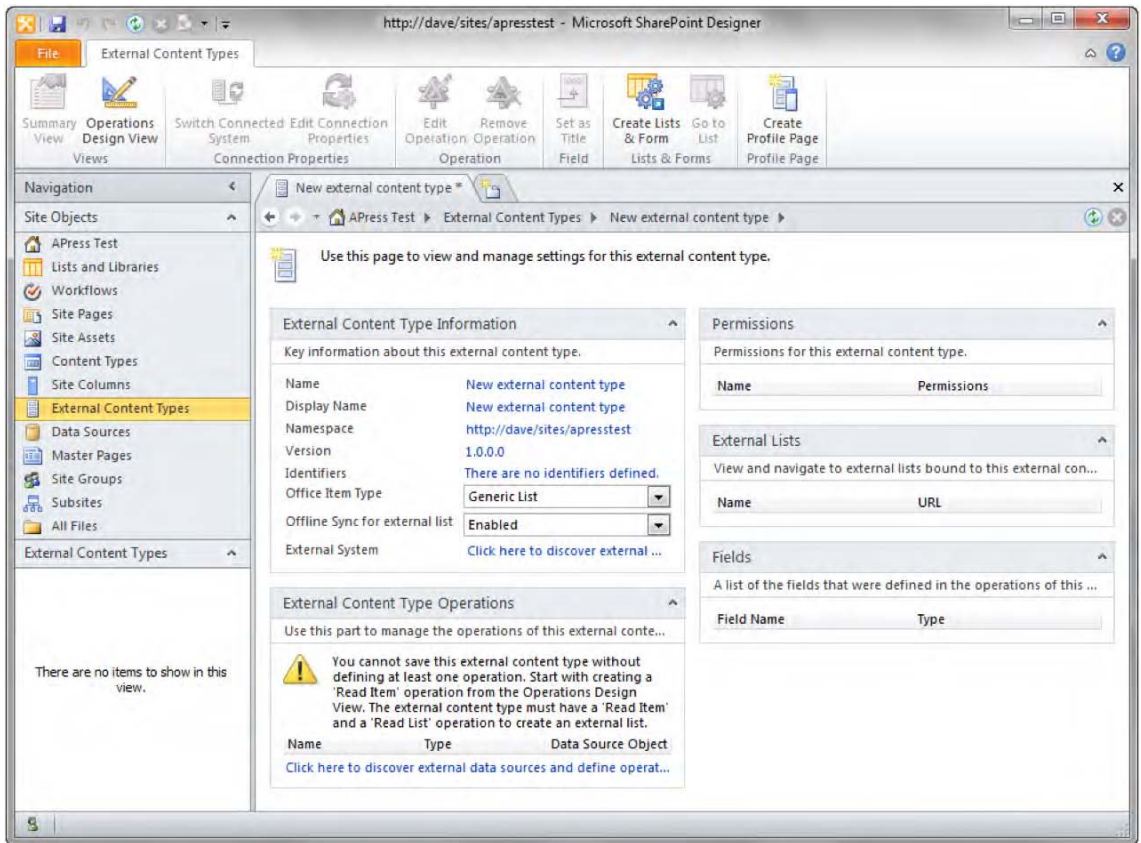 http://dave/sites/apresstest - Microsoft SharePoint Designer
File
External Content Types
Summary View
Operations Design View
Switch Connected System
Edit Connection Properties
Edit Operation
Remove Operation
Set as Title
Create Lists & Form
Go to List
Create Profile Page
Views
Connection Properties
Operation
Field
Lists & Forms
Profile Page
Navigation
Site Objects
APress Test
Lists and Libraries
Workflows
Site Pages
Site Assets
Content Types
Site Columns
External Content Types
Data Sources
Master Pages
Site Groups
Subsites
All Files
External Content Types
There are no items to show in this
view.
New external content type *
APress Test External Content Types New external content type
Use this page to view and manage settings for this external content type.
External Content Type Information
Key information about this external content type.
Name New external content type
Display Name New external content type
Namespace http://dave/sites/apresstest
Version 1.0.0.0
Identifiers There are no identifiers defined.
Office Item Type Generic List
Offline Sync for external list Enabled
External System Click here to discover external ...
External Content Type Operations
Use this part to manage the operations of this external conte...
You cannot save this external content type without
defining at least one operation. Start with creating a
'Read Item' operation from the Operations Design
View. The external content type must have a 'Read Item'
and a 'Read List' operation to create an external list.
Name Type Data Source Object
Click here to discover external data sources and define operat...
Permissions
Permissions for this external content type.
Name Permissions
External Lists
View and navigate to external lists bound to this external con...
Name URL
Fields
A list of the fields that were defined in the operations of this ...
Field Name Type